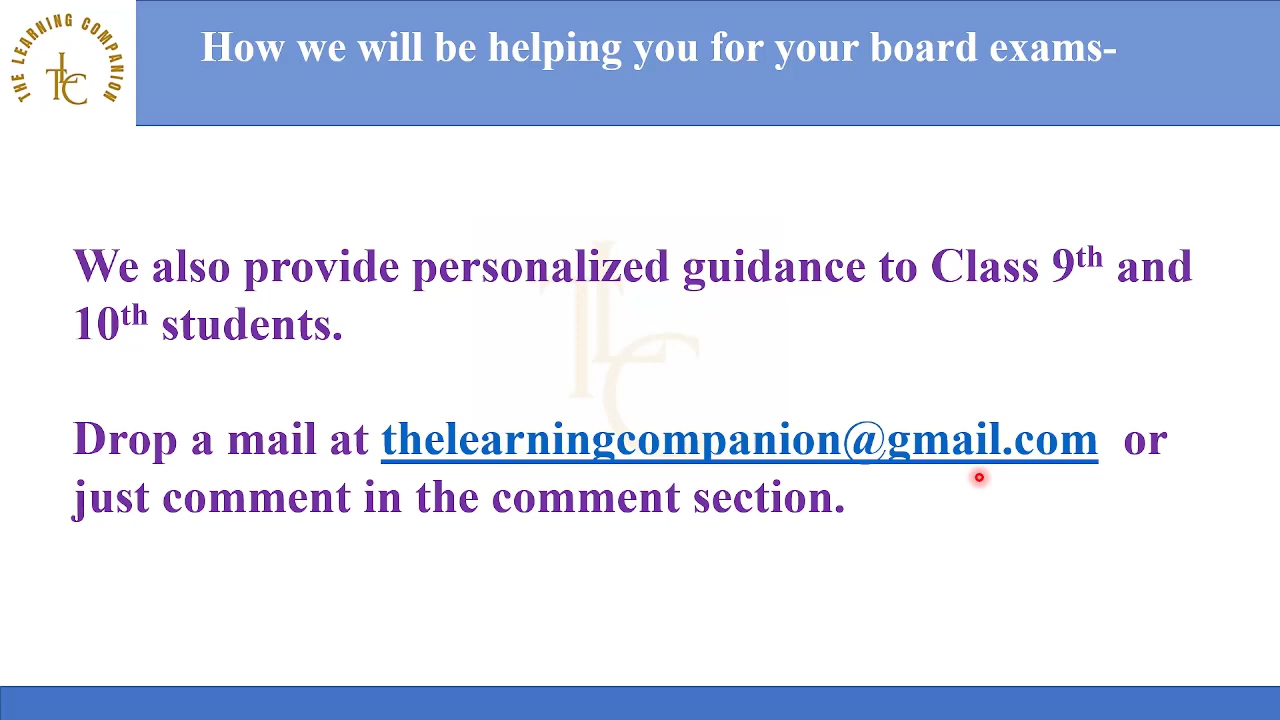 THE LEARNING COMPANION
TLC
How we will be helping you for your board exams-
We also provide personalized guidance to Class 9th and
10th students.
TLC
Drop a mail at thelearningcompanion@gmail.com or
just comment in the comment section.